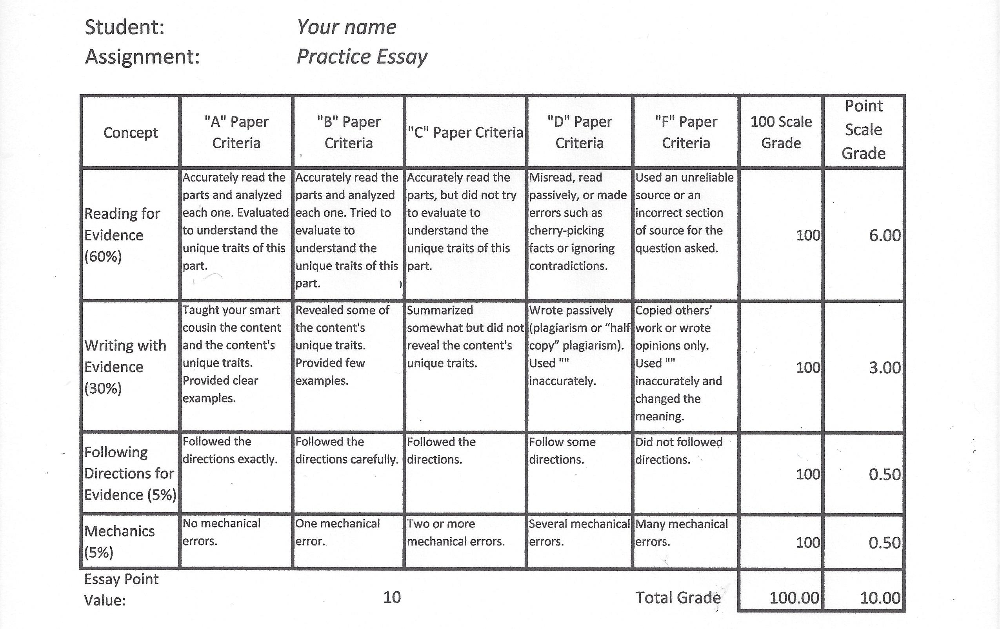 Student: Your name
Assignment: Practice Essay
Concept
"A" Paper
Criteria
"B" Paper
Criteria
"C" Paper Criteria
"D" Paper
Criteria
"F" Paper
Criteria
100 Scale
Grade
Point
Scale
Grade
Reading for
Evidence
(60%)
Accurately read the
parts and analyzed
each one. Evaluated
to understand the
unique traits of this
part.
Accurately read the
parts and analyzed
each one. Tried to
evaluate to
understand the
unique traits of this
part.
Accurately read the
parts, but did not try
to evaluate to
understand the
unique traits of this
part.
Misread, read
passively, or made
errors such as
cherry-picking
facts or ignoring
contradictions.
Used an unreliable
source or an
incorrect section
of source for the
question asked.
100
6.00
Writing with
Evidence
(30%)
Taught your smart
cousin the content
and the content's
unique traits.
Provided clear
examples.
Revealed some of
the content's
unique traits.
Provided few
examples.
Summarized
somewhat but did not
reveal the content's
unique traits.
Wrote passively
(plagiarism or “half-
copy” plagiarism).
Used ""
inaccurately.
Copied others’
work or wrote
opinions only.
Used ""
inaccurately and
changed the
meaning.
100
3.00
Following
Directions for
Evidence (5%)
Followed the
directions exactly.
Followed the
directions carefully.
Followed the
directions.
Follow some
directions.
Did not followed
directions.
100
0.50
Mechanics
(5%)
No mechanical
errors.
One mechanical
error.
Two or more
mechanical errors.
Several mechanical
errors.
Many mechanical
errors.
100
0.50
Essay Point
Value:
10
Total Grade
100.00
10.00